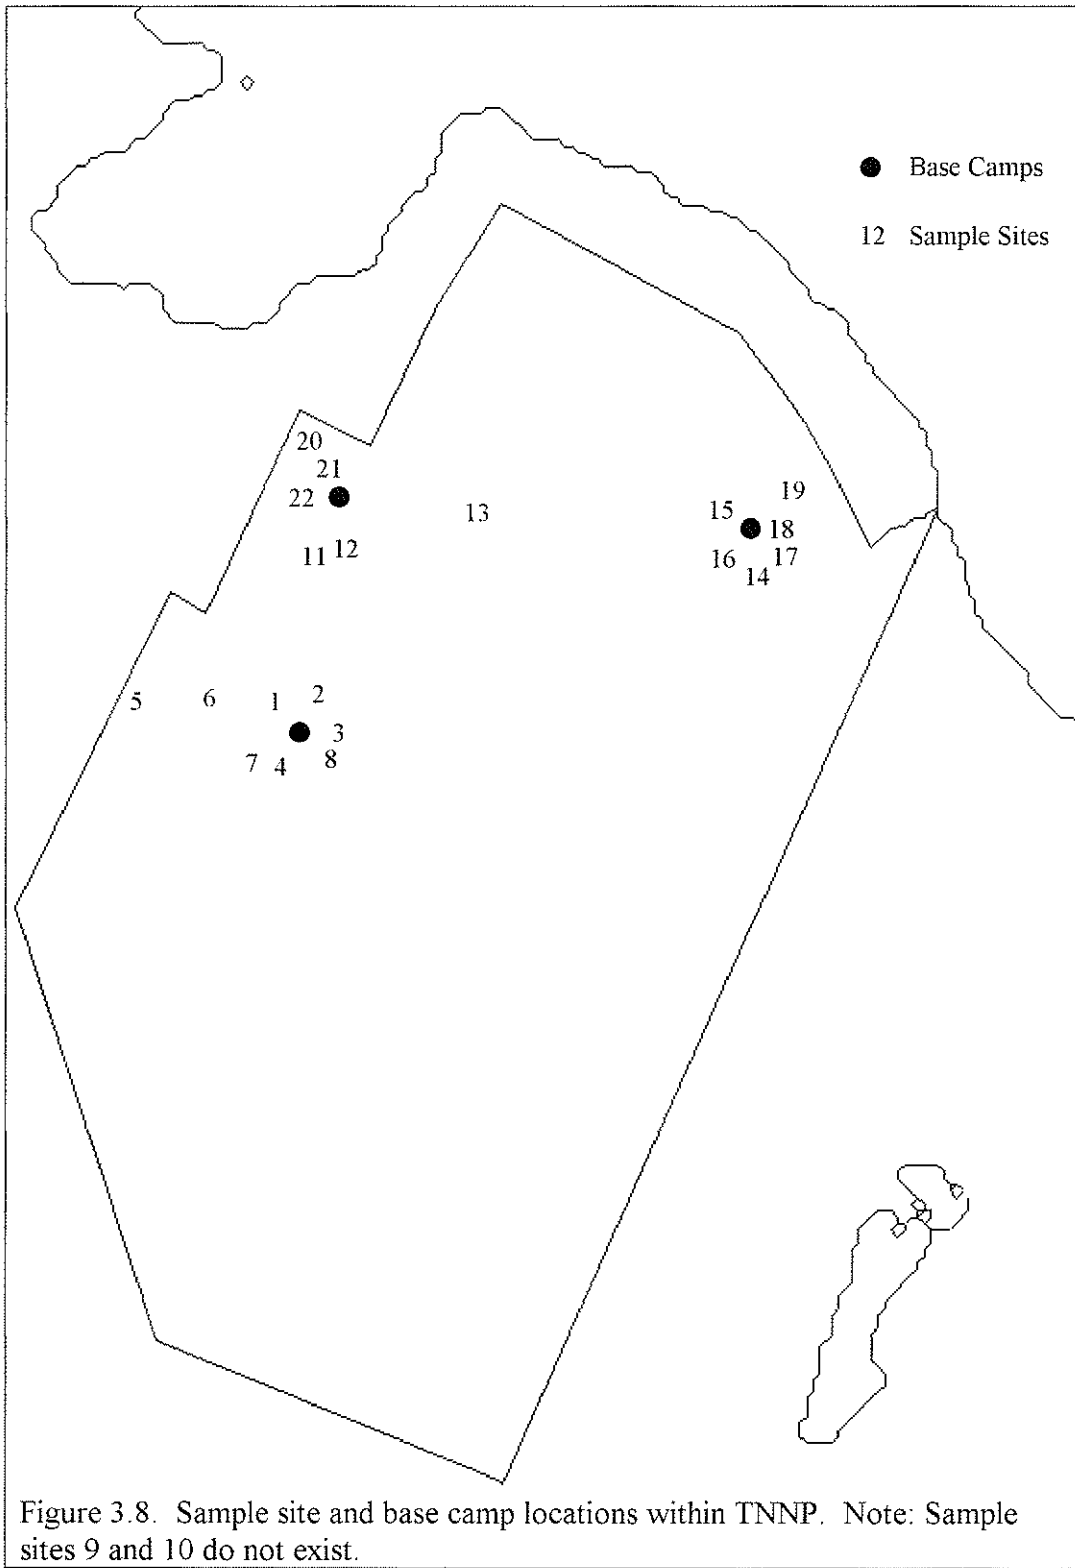 Base Camps
12 Sample Sites
20
21
22
13
19
15
18
11 12
16 17
14
5 6 1 2
3
7 4 8
Figure 3.8. Sample site and base camp locations within TNNP. Note: Sample
sites 9 and 10 do not exist.